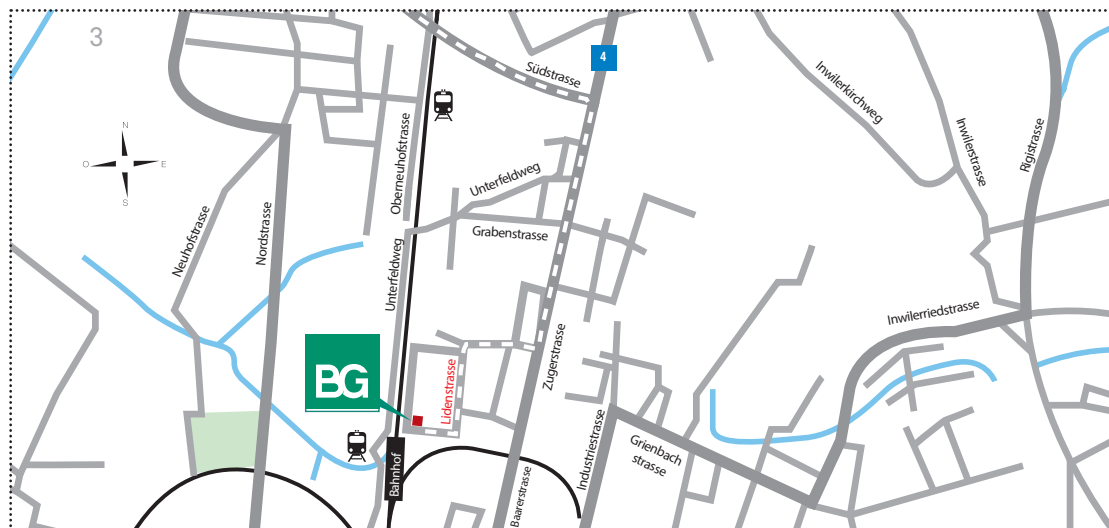 3
4
Südstrasse
Inwilerkirchweg
Inwilerstrasse
Rigistrasse
N
O
E
S
Oberneuhofstrasse
Unterfeldweg
Grabenstrasse
Neuhofstrasse
Nordstrasse
Unterfeldweg
Inwilerriedstrasse
BG
Lidenstrasse
Zugerstrasse
Bahnhof
Baarerstrasse
Industriestrasse
Grienbach
strasse